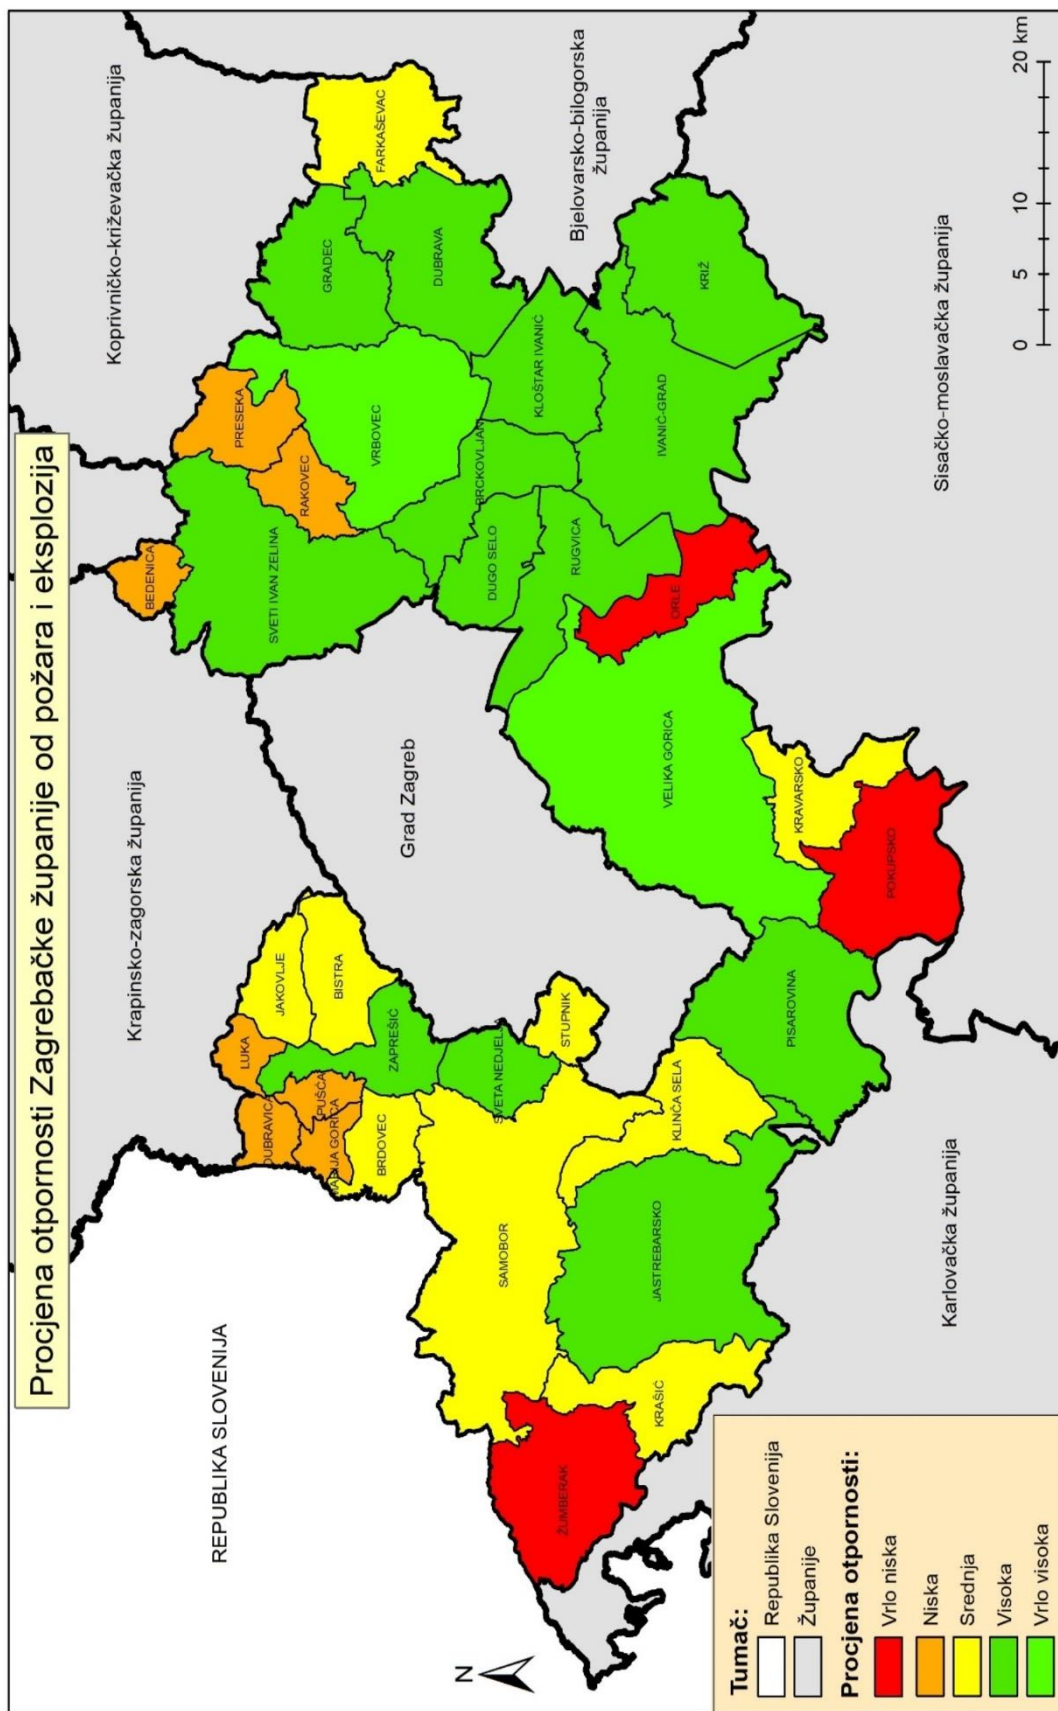 Procjena otpornosti Zagrebačke županije od požara i eksplozija
Koprivničko-križevačka županija
Krapinsko-zagorska županija
REPUBLIKA SLOVENIJA
Grad Zagreb
Bjelovarsko-bilogorska
županija
Sisačko-moslavačka županija
Karlovačka županija
BEDENICA
PRESEKA
RAKOVEC
SVETI IVAN ZELINA
GRADEC
FARKAŠEVAC
DUBRAVA
VRBOVEC
BRCKOVLJANI
KLOŠTAR IVANIĆ
DUGO SELO
RUGVICA
IVANIĆ-GRAD
KRIŽ
ORLE
VELIKA GORICA
KRAVARSKO
POKUPSKO
PISAROVINA
LUKA
JAKOVLJE
BISTRA
DUBRAVICA
PUŠĆA
MARIJA GORICA
ZAPREŠIĆ
BRDOVEC
SVETA NEDJELJA
STUPNIK
SAMOBOR
KLINČA SELA
JASTREBARSKO
KRAŠIĆ
ŽUMBERAK
N
Tumač:
Republika Slovenija
Županije
Procjena otpornosti:
Vrlo niska
Niska
Srednja
Visoka
Vrlo visoka
0 5 10 20 km